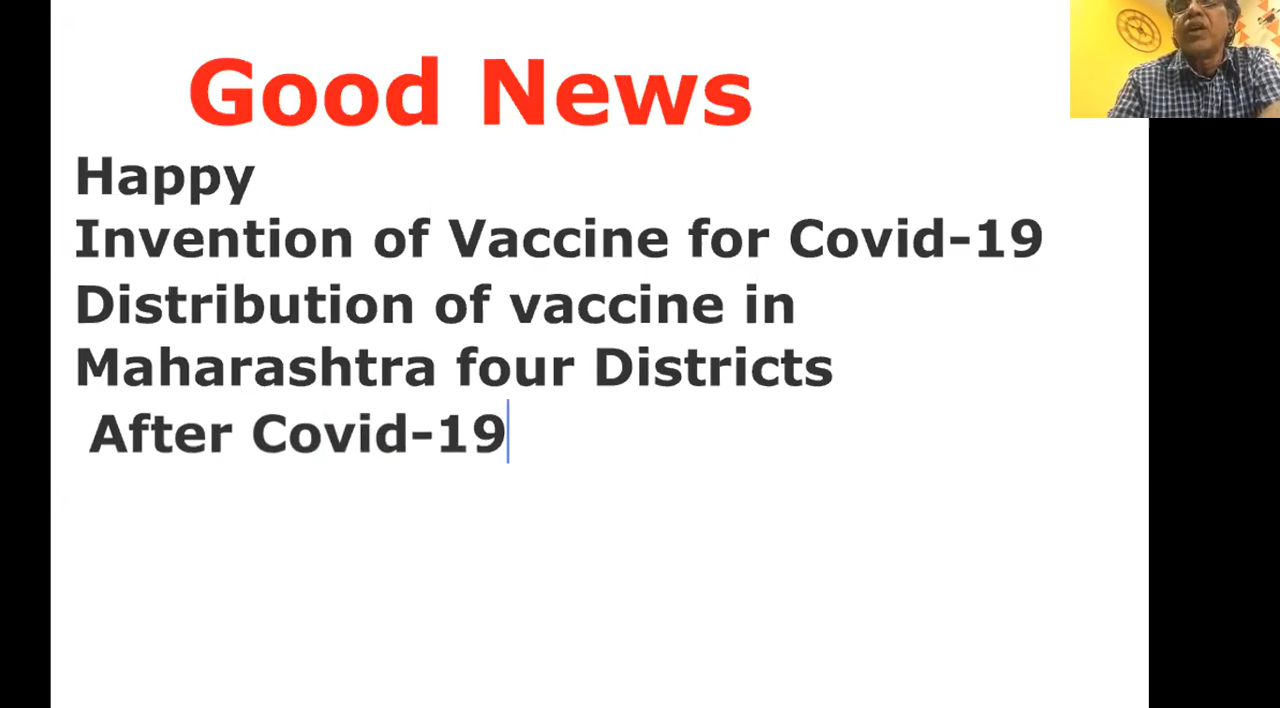 Good News
Happy
Invention of Vaccine for Covid-19
Distribution of vaccine in
Maharashtra four Districts
After Covid-19